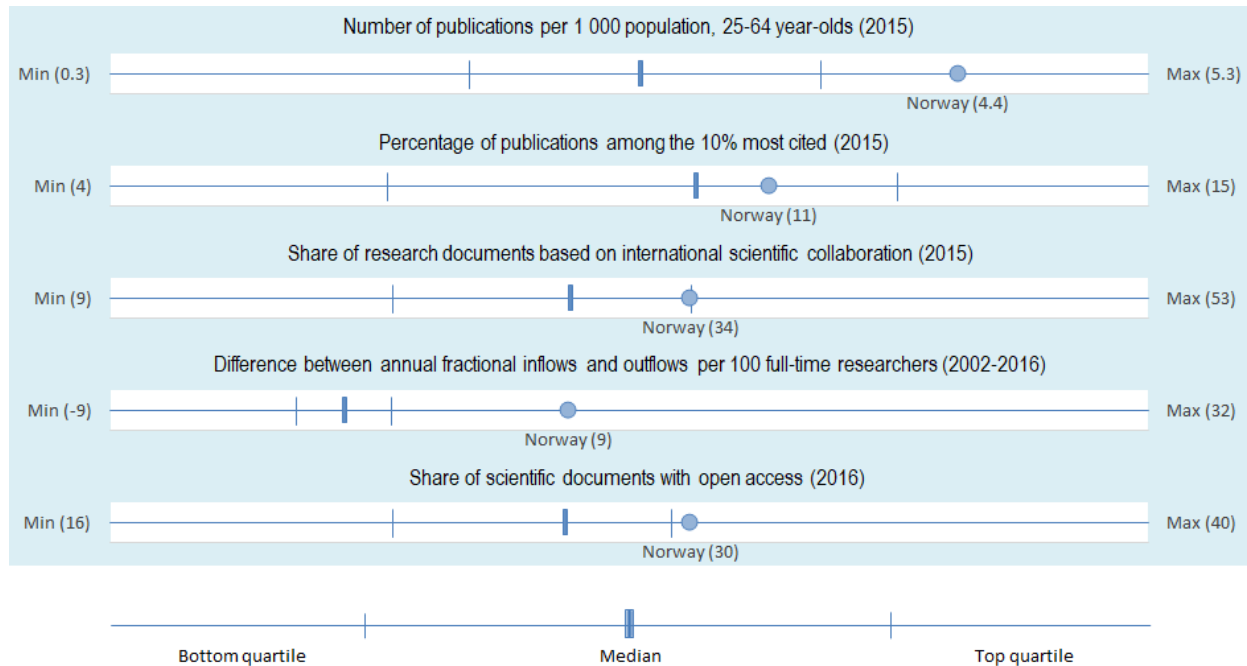 Number of publications per 1 000 population, 25-64 year-olds (2015)
Min (0.3)
Max (5.3)
Norway (4.4)
Percentage of publications among the 10% most cited (2015)
Min (4)
Max (15)
Norway (11)
Share of research documents based on international scientific collaboration (2015)
Min (9)
Max (53)
Norway (34)
Difference between annual fractional inflows and outflows per 100 full-time researchers (2002-2016)
Min (-9)
Max (32)
Norway (9)
Share of scientific documents with open access (2016)
Min (16)
Max (40)
Norway (30)
Bottom quartile
Median
Top quartile